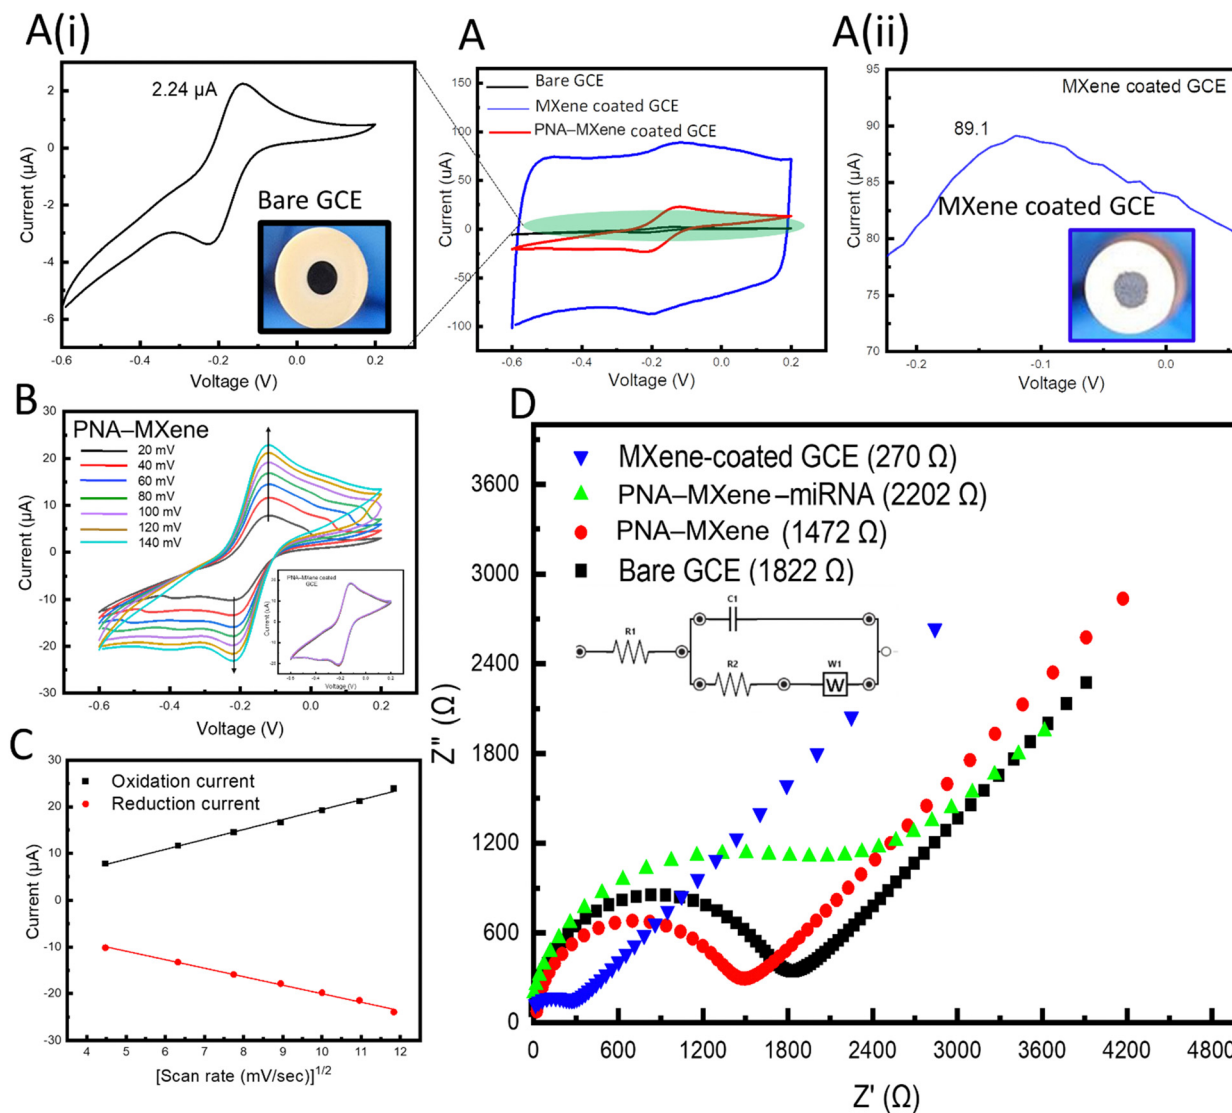 A(i)
2.24 µA
Bare GCE
Current (µA)
2
0
-2
-4
-6
-0.6
-0.4
-0.2
0.0
0.2
Voltage (V)
A
Bare GCE
MXene coated GCE
PNA–MXene coated GCE
Current (µA)
150
100
50
0
-50
-100
-0.6
-0.4
-0.2
0.0
0.2
Voltage (V)
A(ii)
MXene coated GCE
89.1
MXene coated GCE
Current (µA)
95
90
85
80
75
70
-0.2
-0.1
0.0
Voltage (V)
B
PNA–MXene
20 mV
40 mV
60 mV
80 mV
100 mV
120 mV
140 mV
Current (µA)
30
20
10
0
-10
-20
-30
-0.6
-0.4
-0.2
0.0
0.2
Voltage (V)
PNA–MXene coated
GCE
Current (µA)
Voltage (V)
C
Oxidation current
Reduction current
Current (µA)
30
20
10
0
-10
-20
-30
4
5
6
7
8
9
10
11
12
[Scan rate (mV/sec)]1/2
D
MXene-coated GCE (270 Ω)
PNA–MXene–miRNA (2202 Ω)
PNA–MXene (1472 Ω)
Bare GCE (1822 Ω)
C1
R1
R2
W1
W
Z'' (Ω)
3600
3000
2400
1800
1200
600
0
0
600
1200
1800
2400
3000
3600
4200
4800
Z' (Ω)